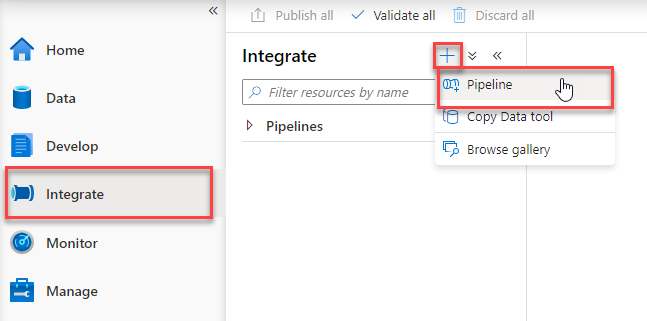 Publish all Validate all Discard all
Home
Data
Develop
Integrate
Monitor
Manage
Integrate
Filter resources by name
Pipelines
Pipeline
Copy Data tool
Browse gallery